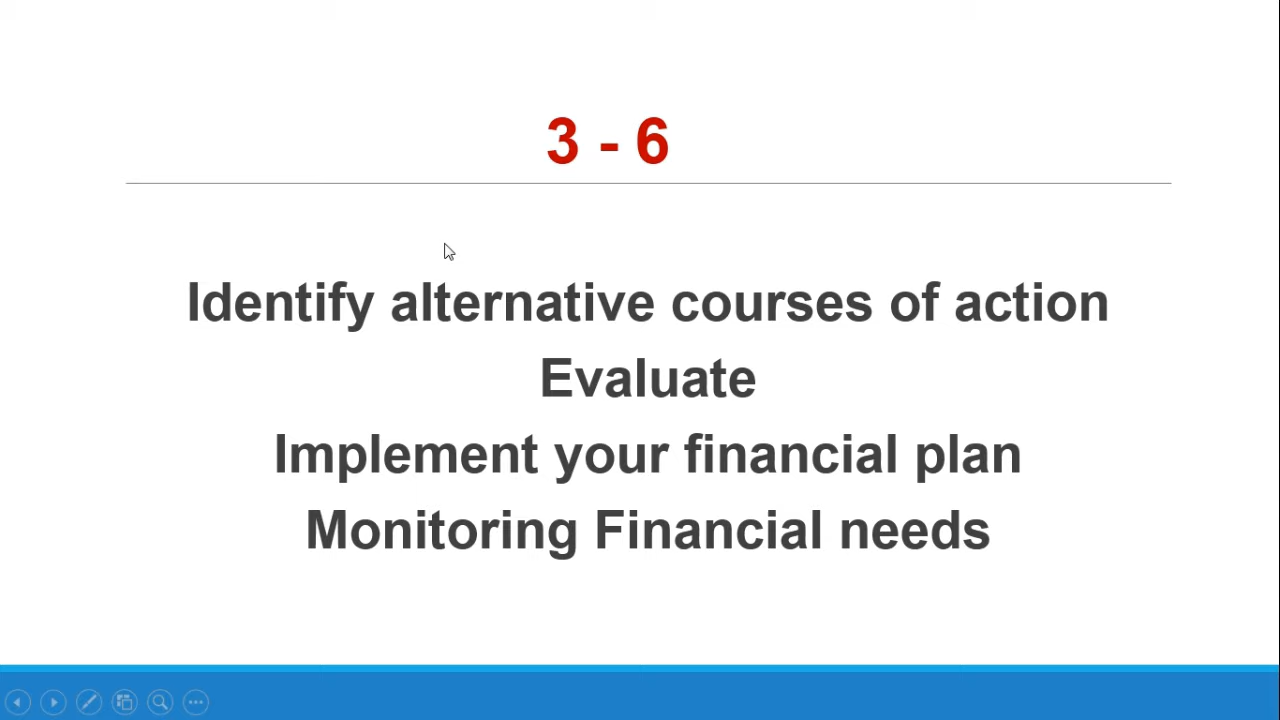 3 - 6
Identify alternative courses of action
Evaluate
Implement your financial plan
Monitoring Financial needs